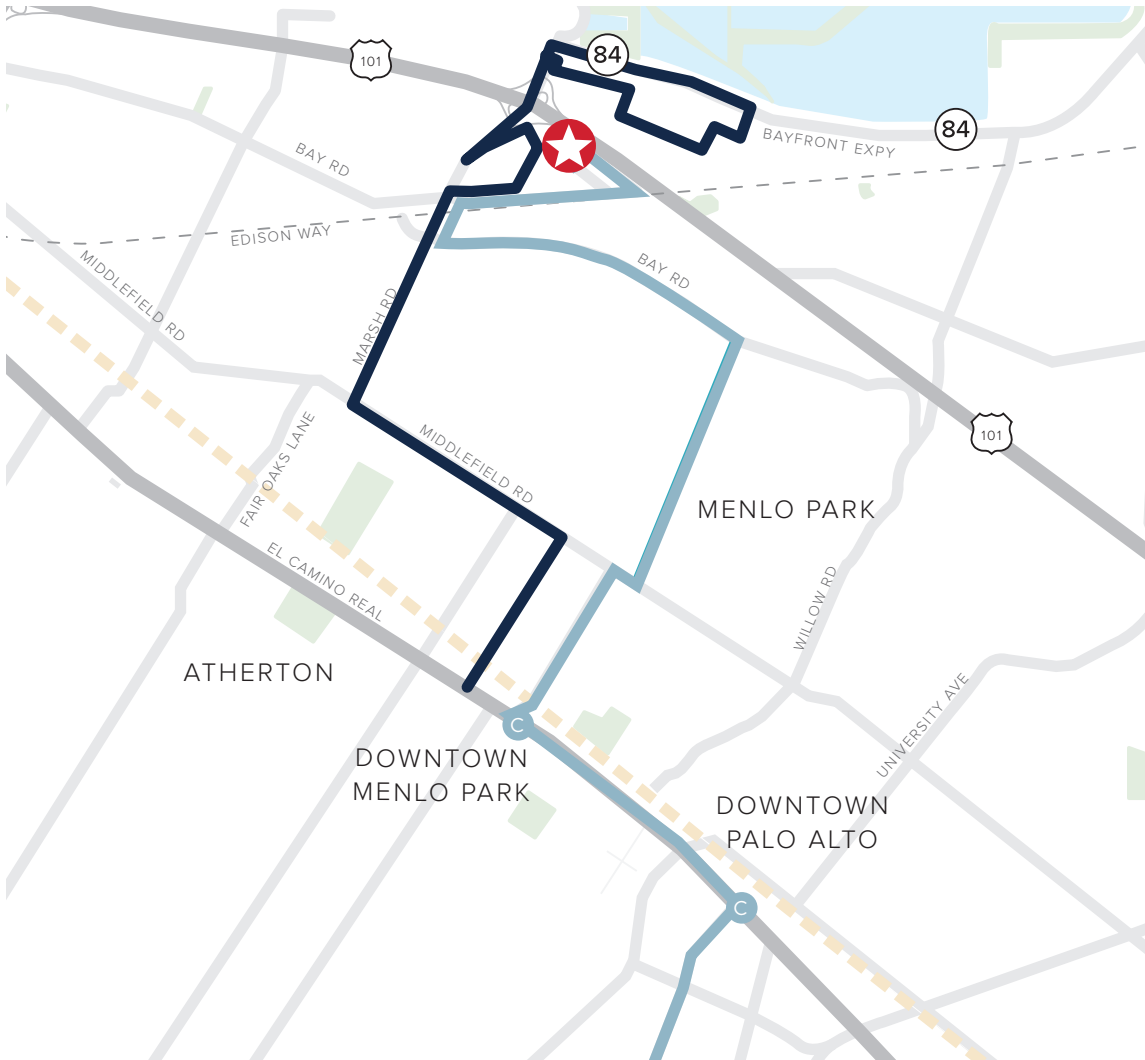 84
101
84
BAYFRONT EXPY
BAY RD
EDISON WAY
MIDDLEFIELD RD
BAY RD
MARSH RD
FAIR OAKS LANE
MIDDLEFIELD RD
101
MENLO PARK
EL CAMINO REAL
WILLOW RD
ATHERTON
UNIVERSITY AVE
C
DOWNTOWN
MENLO PARK
DOWNTOWN
PALO ALTO
C